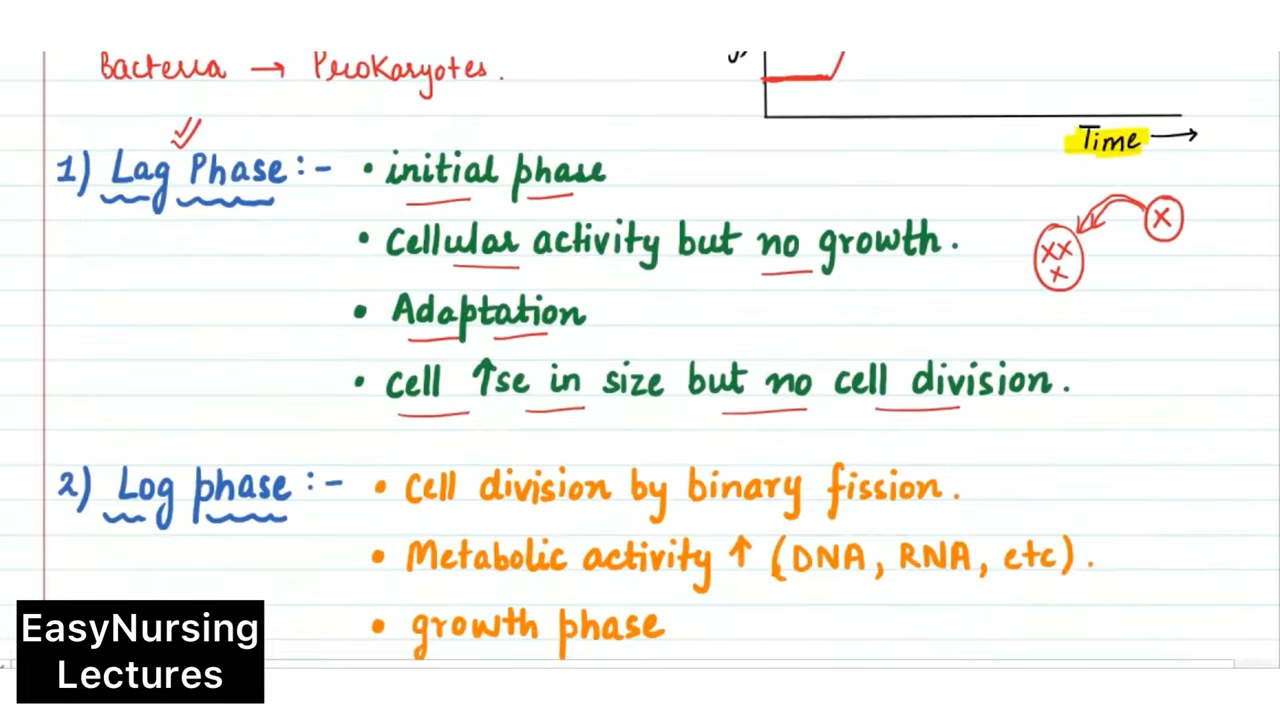 Bacteria → Prokaryotes.
Time →
1) Lag Phase :- • initial phase
• Cellular activity but no growth.
• Adaptation
• Cell ↑se in size but no cell division.
x
xx
x
2) Log phase :- • Cell division by binary fission.
• Metabolic activity ↑ (DNA, RNA, etc).
• growth phase
EasyNursing
Lectures